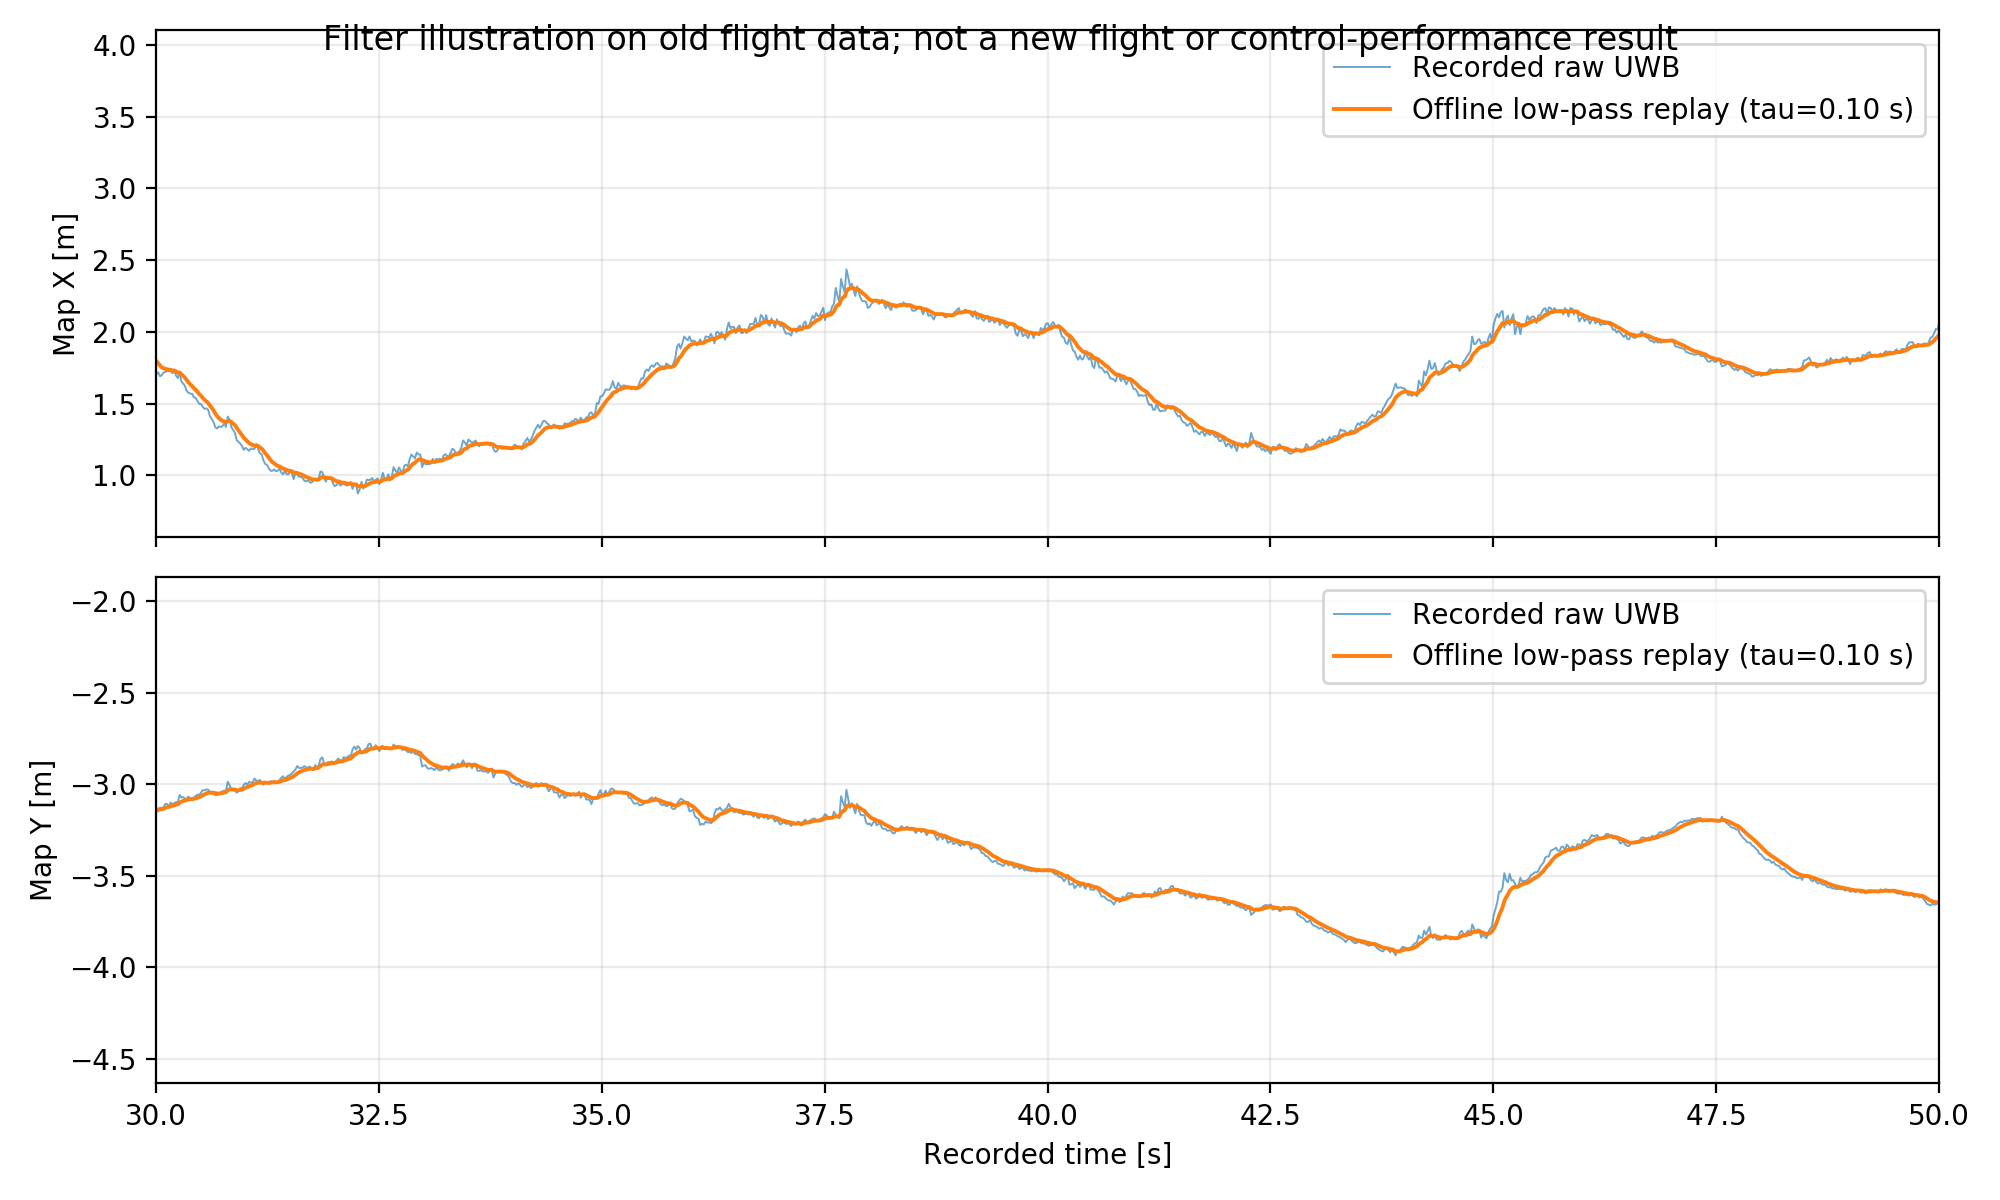 Filter illustration on old flight data; not a new flight or control-performance result
Recorded raw UWB
Offline low-pass replay (tau=0.10 s)
Map X [m]
4.0
3.5
3.0
2.5
2.0
1.5
1.0
Recorded raw UWB
Offline low-pass replay (tau=0.10 s)
Map Y [m]
−2.0
−2.5
−3.0
−3.5
−4.0
−4.5
30.0 32.5 35.0 37.5 40.0 42.5 45.0 47.5 50.0
Recorded time [s]